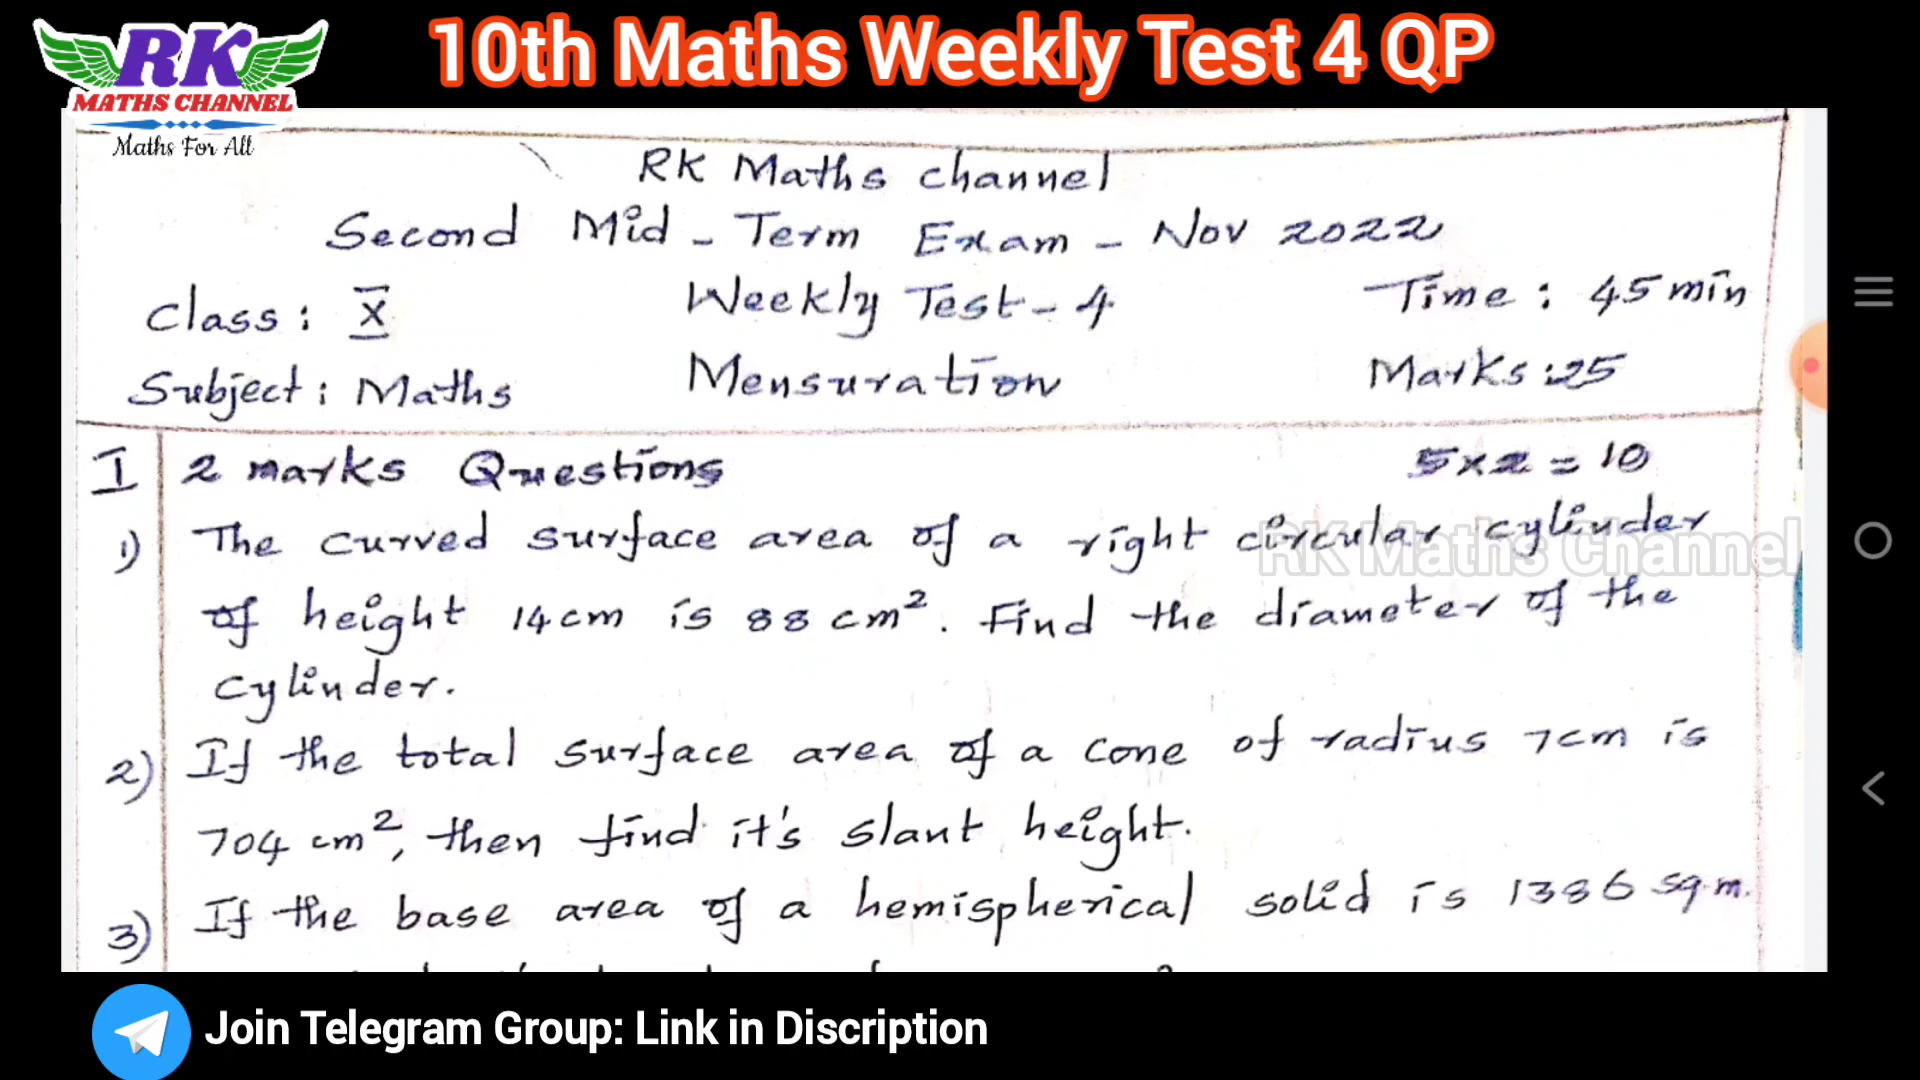 10th Maths Weekly Test 4 QP
RK
MATHS CHANNEL
Maths For All
RK Maths channel
Second Mid - Term Exam - Nov 2022
Class: X
Weekly Test - 4
Time: 45 min
Subject: Maths
Mensuration
Marks: 25
I 2 marks Questions 5 x 2 = 10
1) The curved surface area of a right circular cylinder
RK Maths Channel
of height 14 cm is 88 cm². Find the diameter of the
cylinder.
2) If the total surface area of a cone of radius 7cm is
704 cm², then find it's slant height.
3) If the base area of a hemispherical solid is 1386 sq.m.
Join Telegram Group: Link in Discription